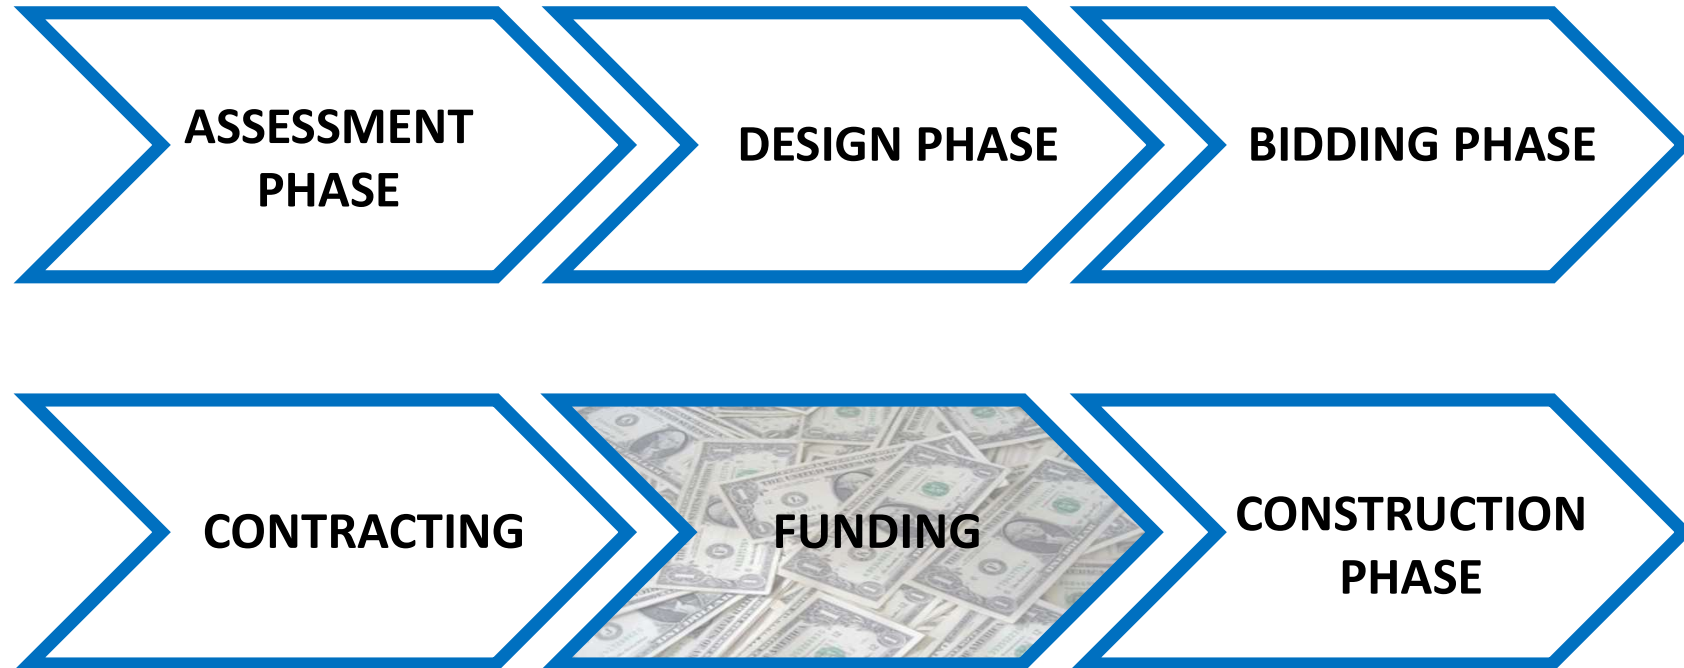 ASSESSMENT
PHASE
DESIGN PHASE
BIDDING PHASE
CONTRACTING
FUNDING
CONSTRUCTION
PHASE